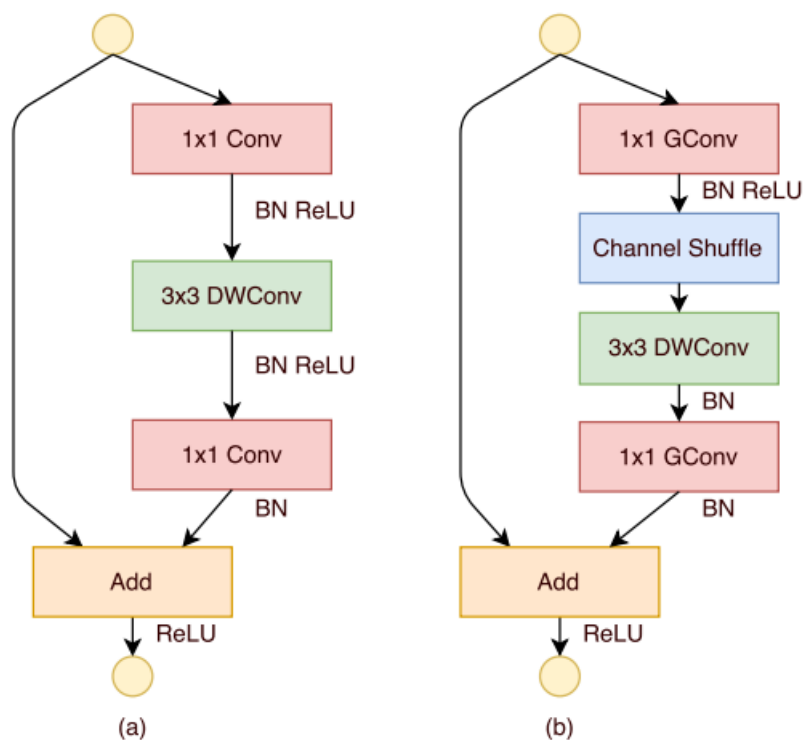 1x1 Conv
BN ReLU
3x3 DWConv
BN ReLU
1x1 Conv
BN
Add
ReLU
(a)
1x1 GConv
BN ReLU
Channel Shuffle
3x3 DWConv
BN
1x1 GConv
BN
Add
ReLU
(b)